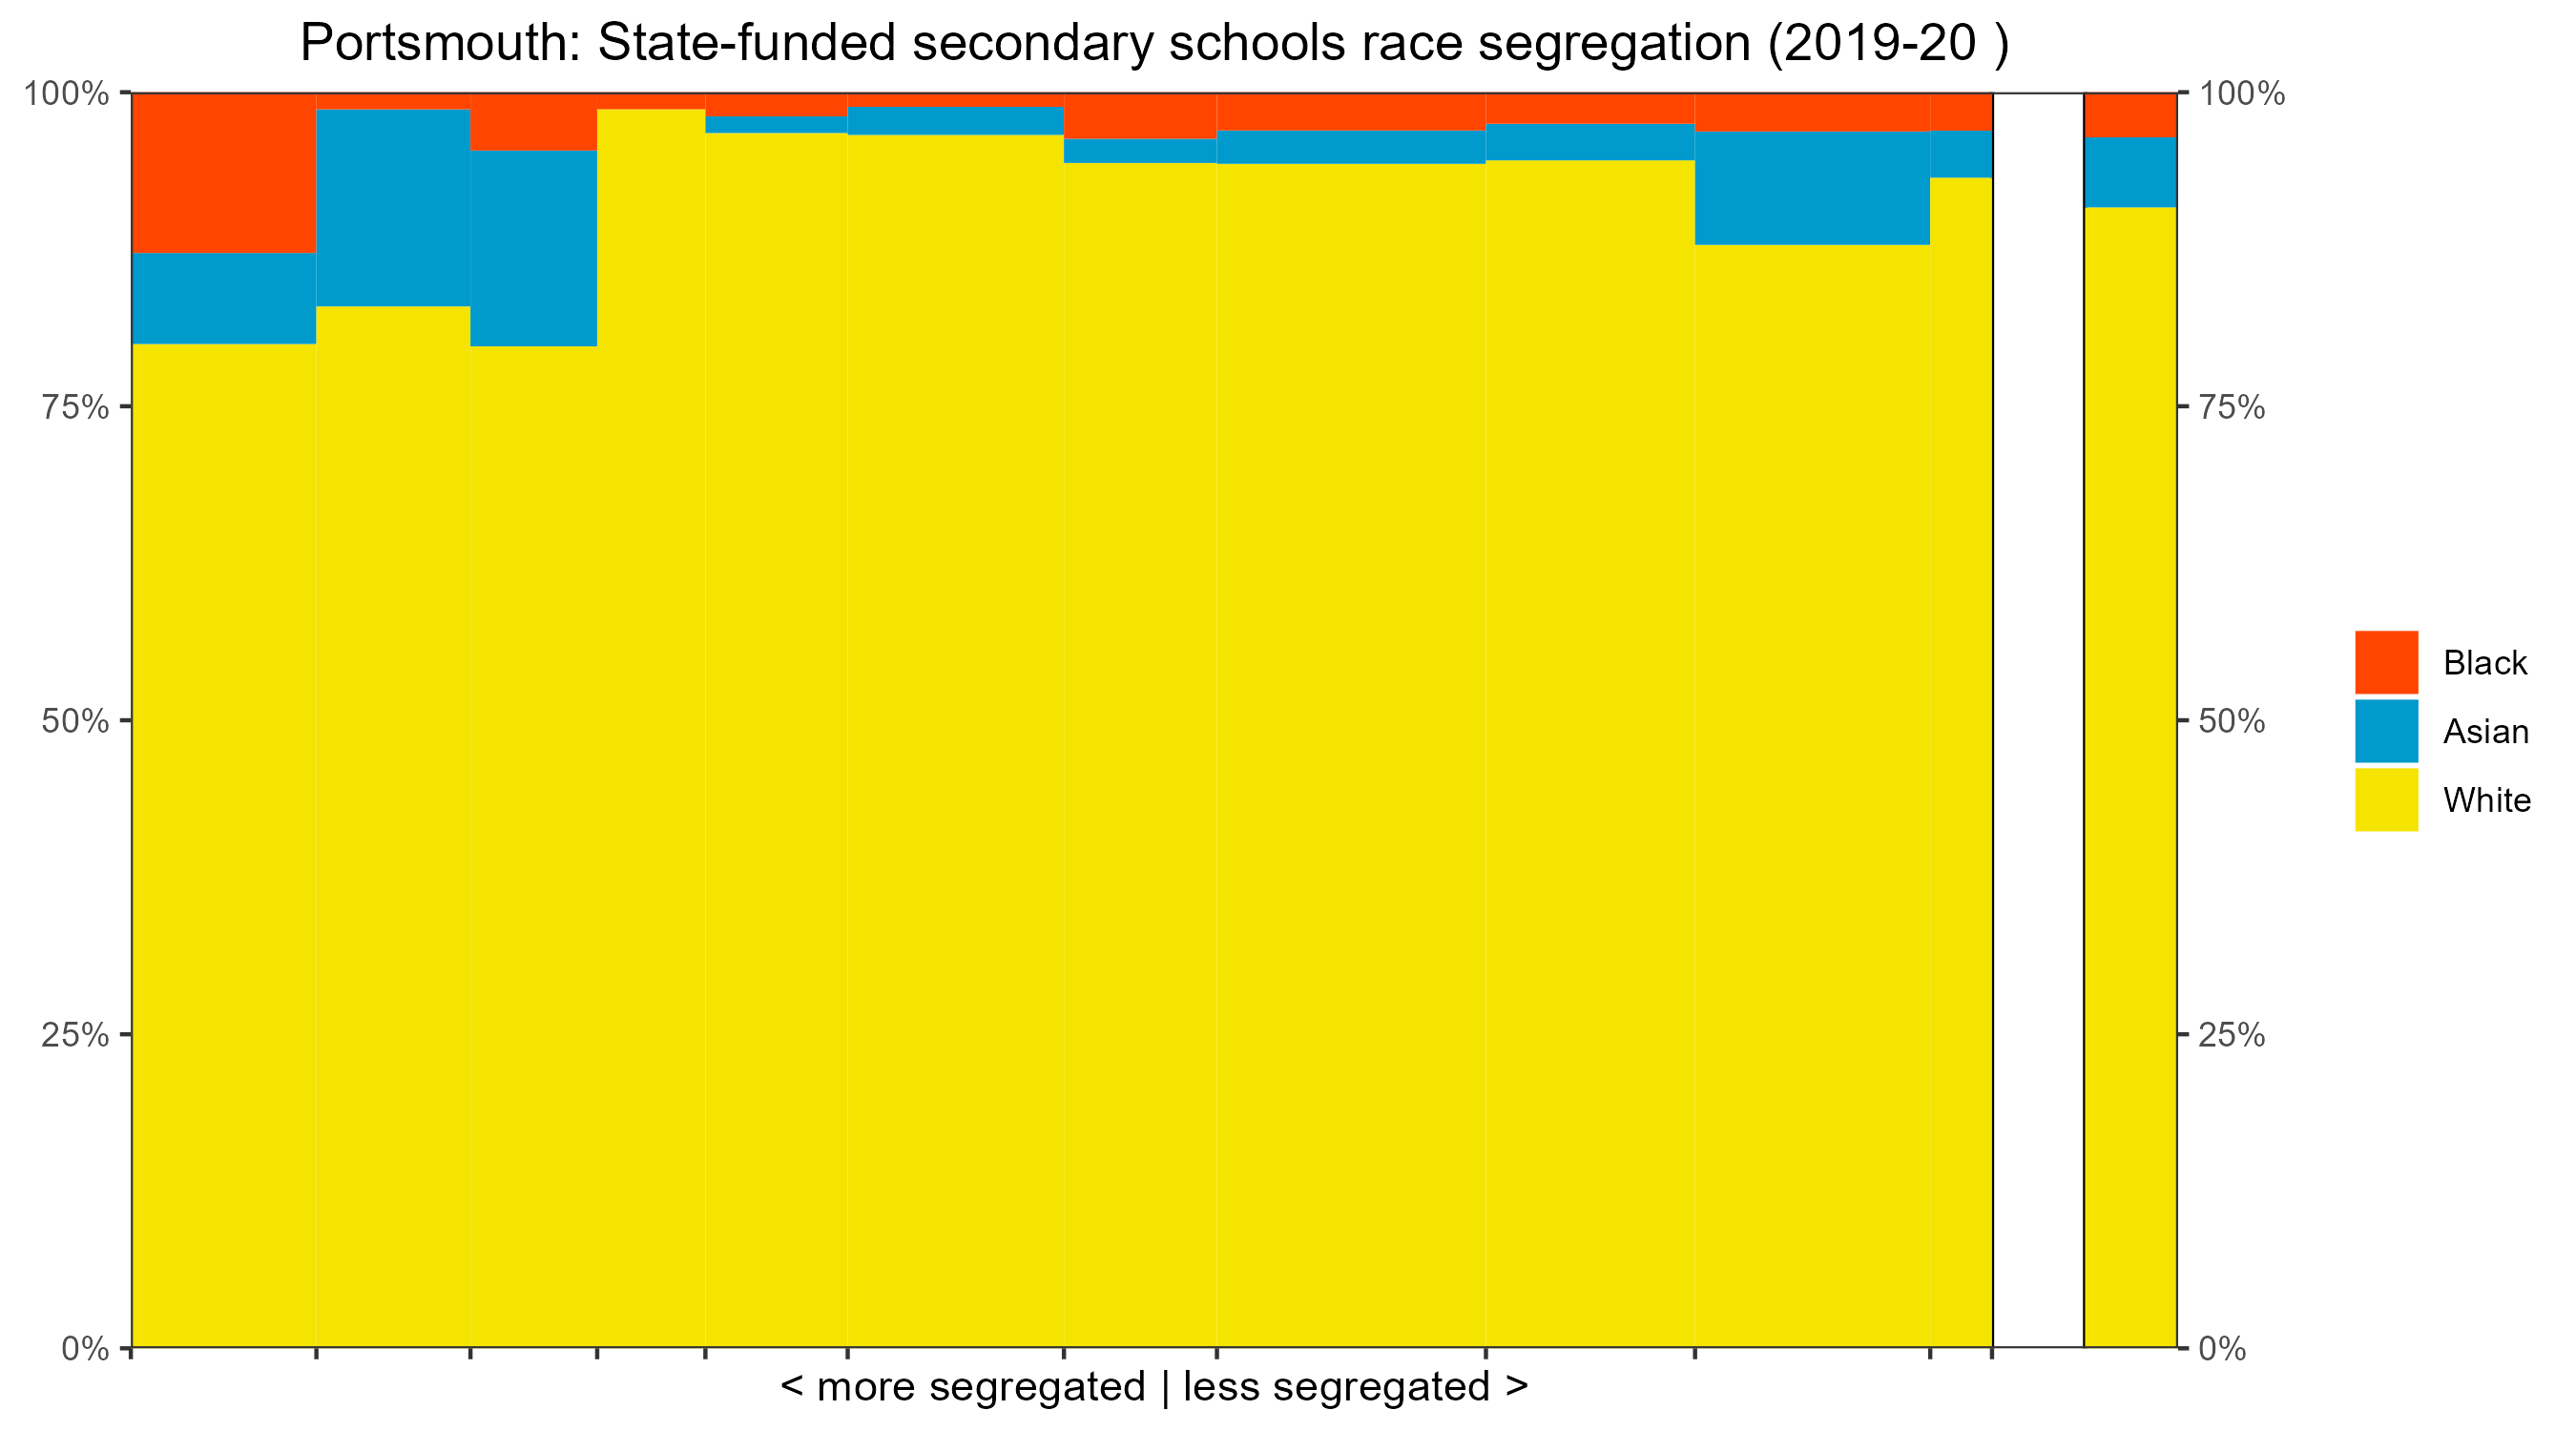 Portsmouth: State-funded secondary schools race segregation (2019-20 )
100%
75%
50%
25%
0%
100%
75%
50%
25%
0%
Black
Asian
White
< more segregated | less segregated >